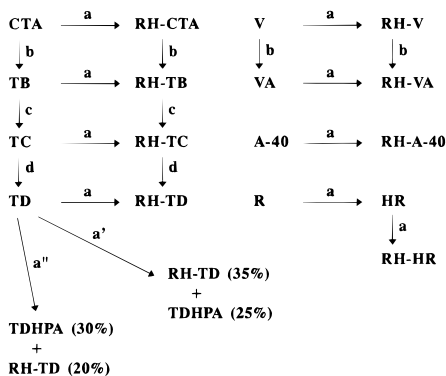 CTA a RH-CTA V a RH-V
b b b b
TB a RH-TB VA a RH-VA
c c
TC a RH-TC A-40 a RH-A-40
d d
TD a RH-TD R a HR
a' a
a" RH-HR
RH-TD (35%)
+
TDHPA (25%)
TDHPA (30%)
+
RH-TD (20%)